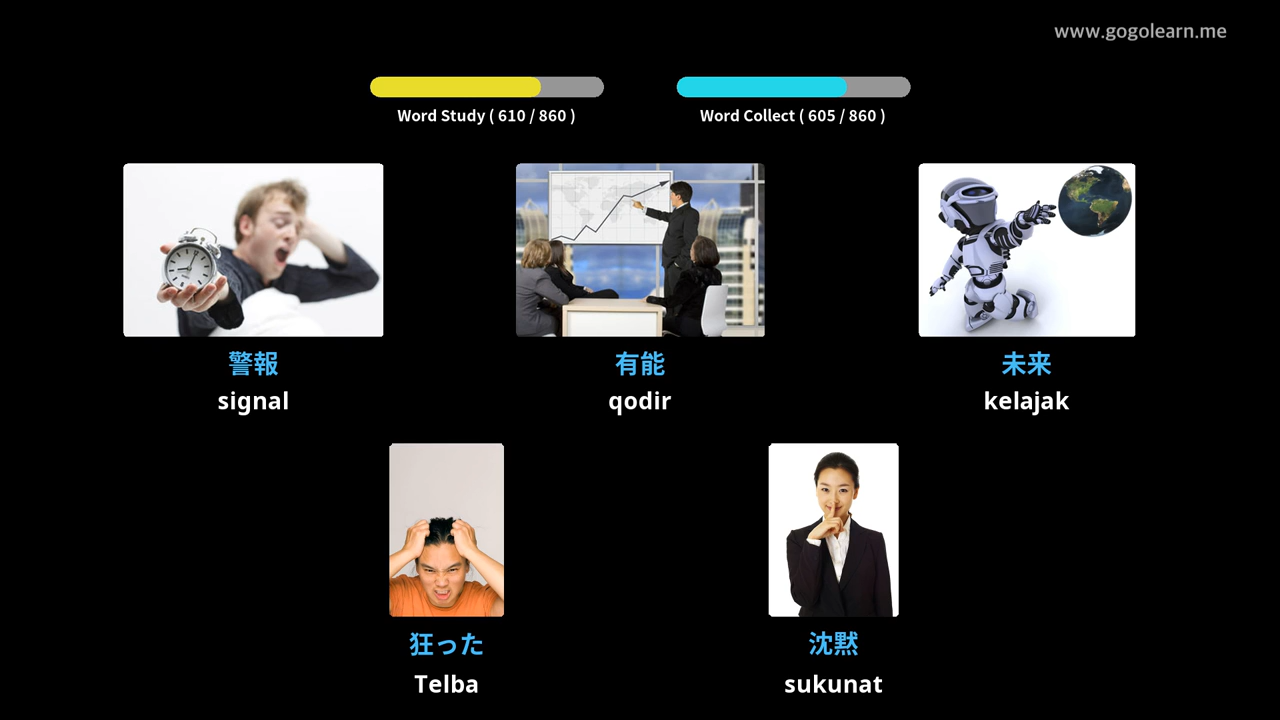 www.gogolearn.me
Word Study ( 610 / 860 )
Word Collect ( 605 / 860 )
警報
signal
有能
qodir
未来
kelajak
狂った
Telba
沈黙
sukunat